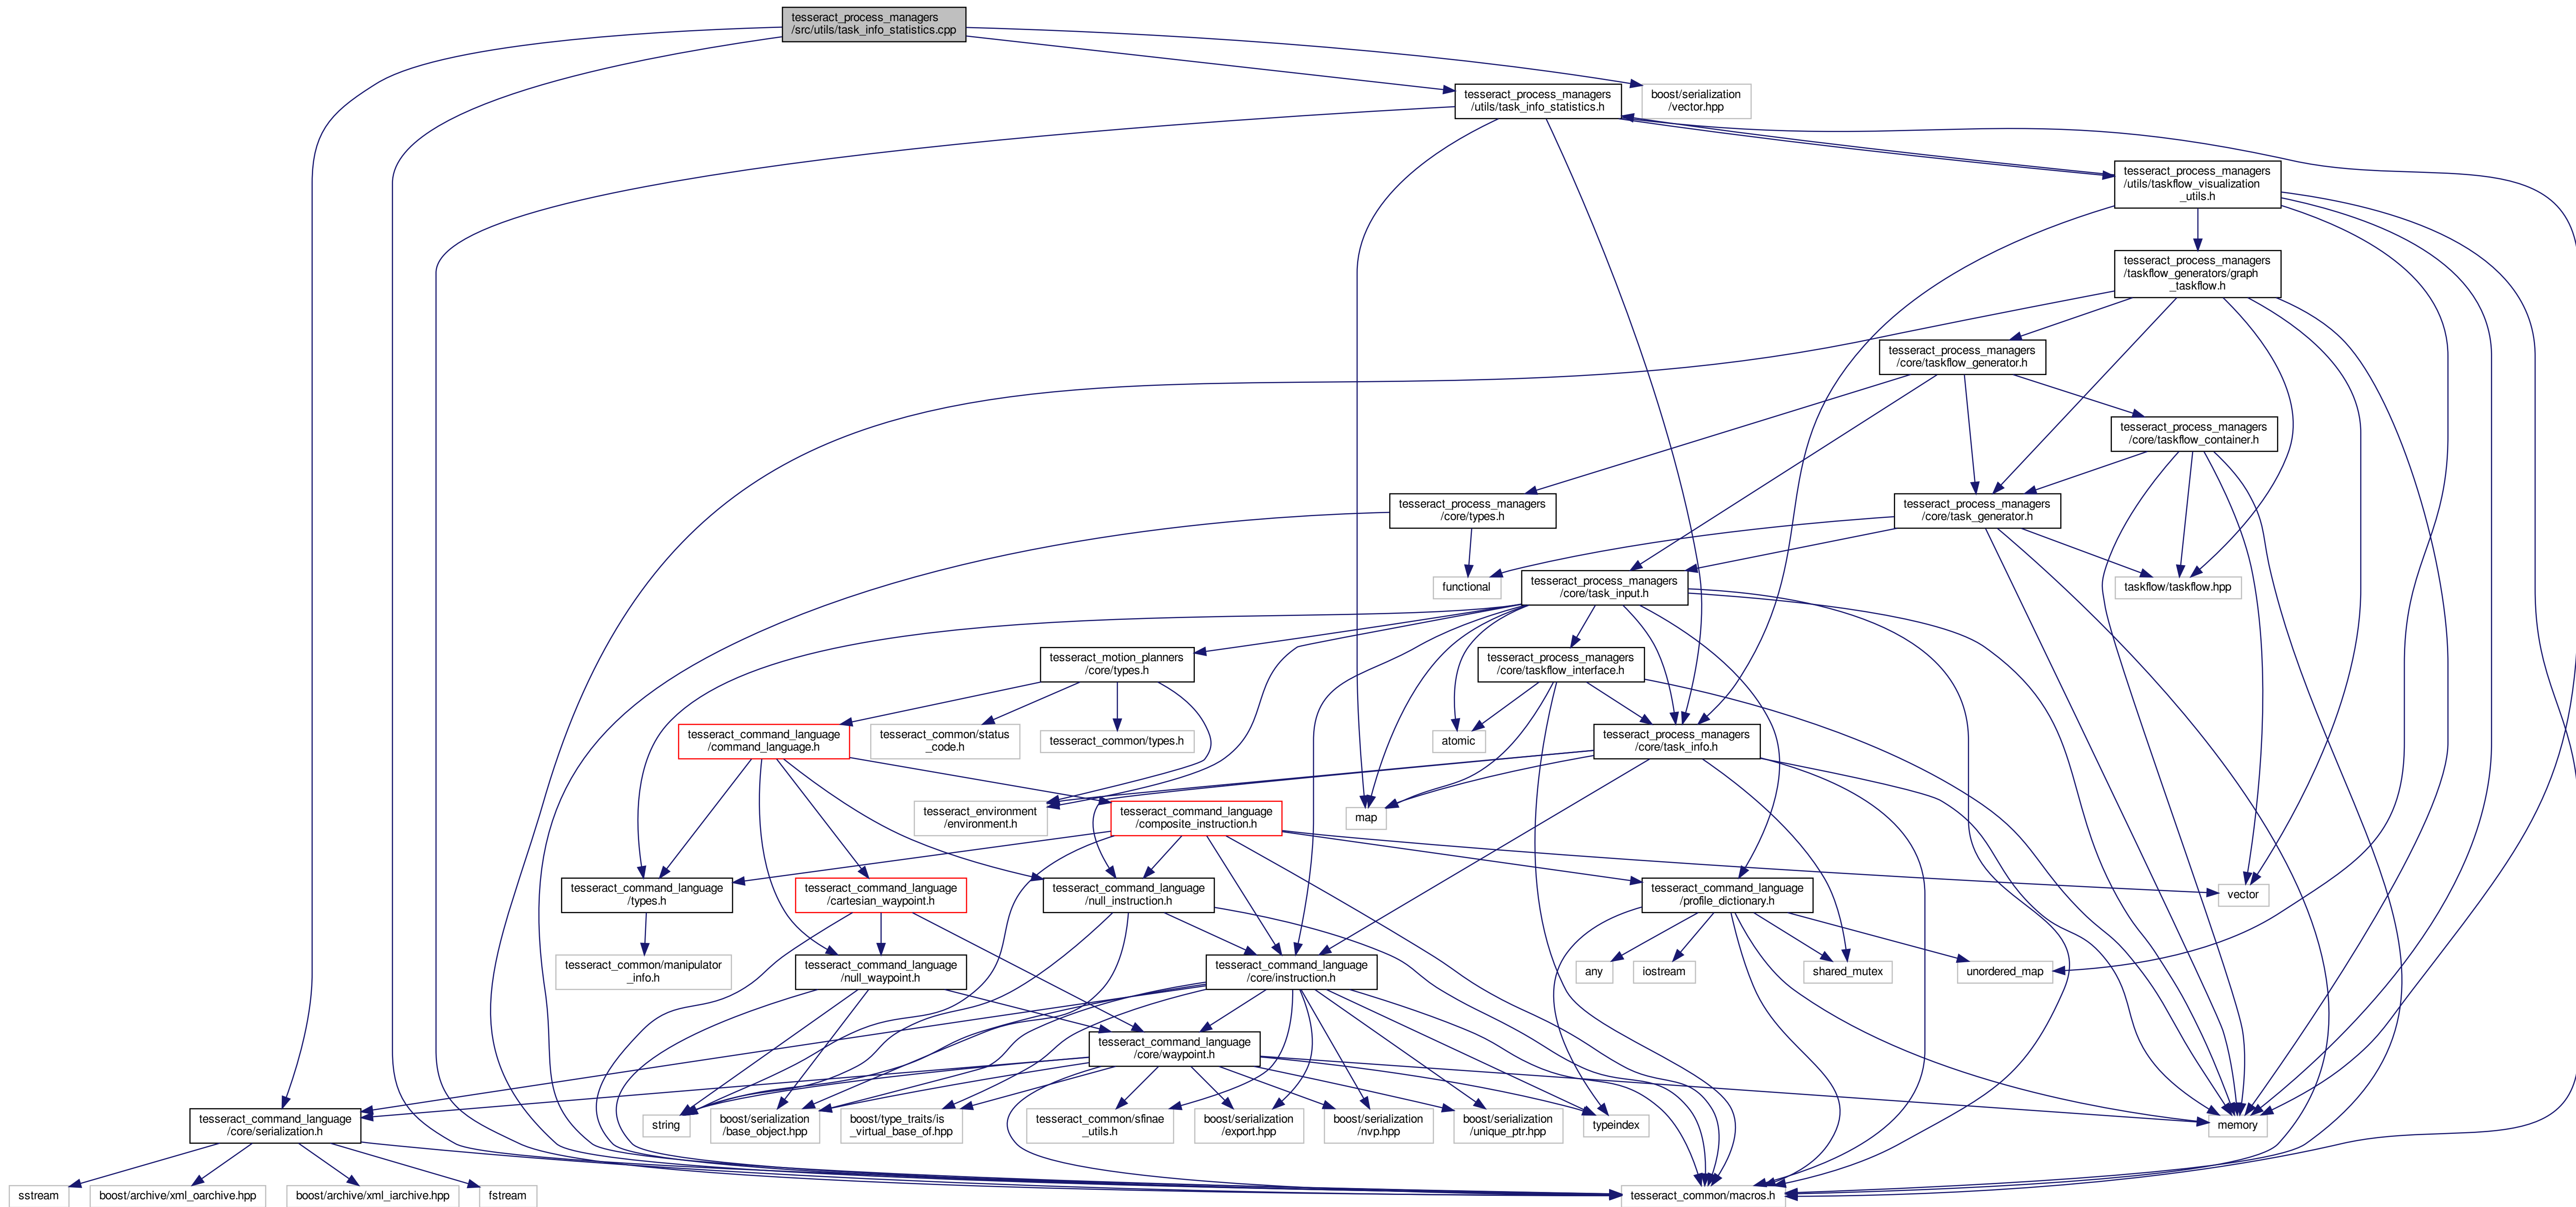 tesseract_process_managers
/src/utils/task_info_statistics.cpp
tesseract_process_managers
/utils/task_info_statistics.h
boost/serialization
/vector.hpp
tesseract_process_managers
/utils/taskflow_visualization
_utils.h
tesseract_process_managers
/taskflow_generators/graph
_taskflow.h
tesseract_process_managers
/core/taskflow_generator.h
tesseract_process_managers
/core/taskflow_container.h
tesseract_process_managers
/core/types.h
tesseract_process_managers
/core/task_generator.h
functional
tesseract_process_managers
/core/task_input.h
taskflow/taskflow.hpp
tesseract_motion_planners
/core/types.h
tesseract_process_managers
/core/taskflow_interface.h
tesseract_command_language
/command_language.h
tesseract_common/status
_code.h
tesseract_common/types.h
atomic
tesseract_process_managers
/core/task_info.h
tesseract_environment
/environment.h
tesseract_command_language
/composite_instruction.h
map
tesseract_command_language
/types.h
tesseract_command_language
/cartesian_waypoint.h
tesseract_command_language
/null_instruction.h
tesseract_command_language
/profile_dictionary.h
vector
tesseract_common/manipulator
_info.h
tesseract_command_language
/null_waypoint.h
tesseract_command_language
/core/instruction.h
any
iostream
shared_mutex
unordered_map
tesseract_command_language
/core/waypoint.h
tesseract_command_language
/core/serialization.h
string
boost/serialization
/base_object.hpp
boost/type_traits/is
_virtual_base_of.hpp
tesseract_common/sfinae
_utils.h
boost/serialization
/export.hpp
boost/serialization
/nvp.hpp
boost/serialization
/unique_ptr.hpp
typeindex
memory
sstream
boost/archive/xml_oarchive.hpp
boost/archive/xml_iarchive.hpp
fstream
tesseract_common/macros.h